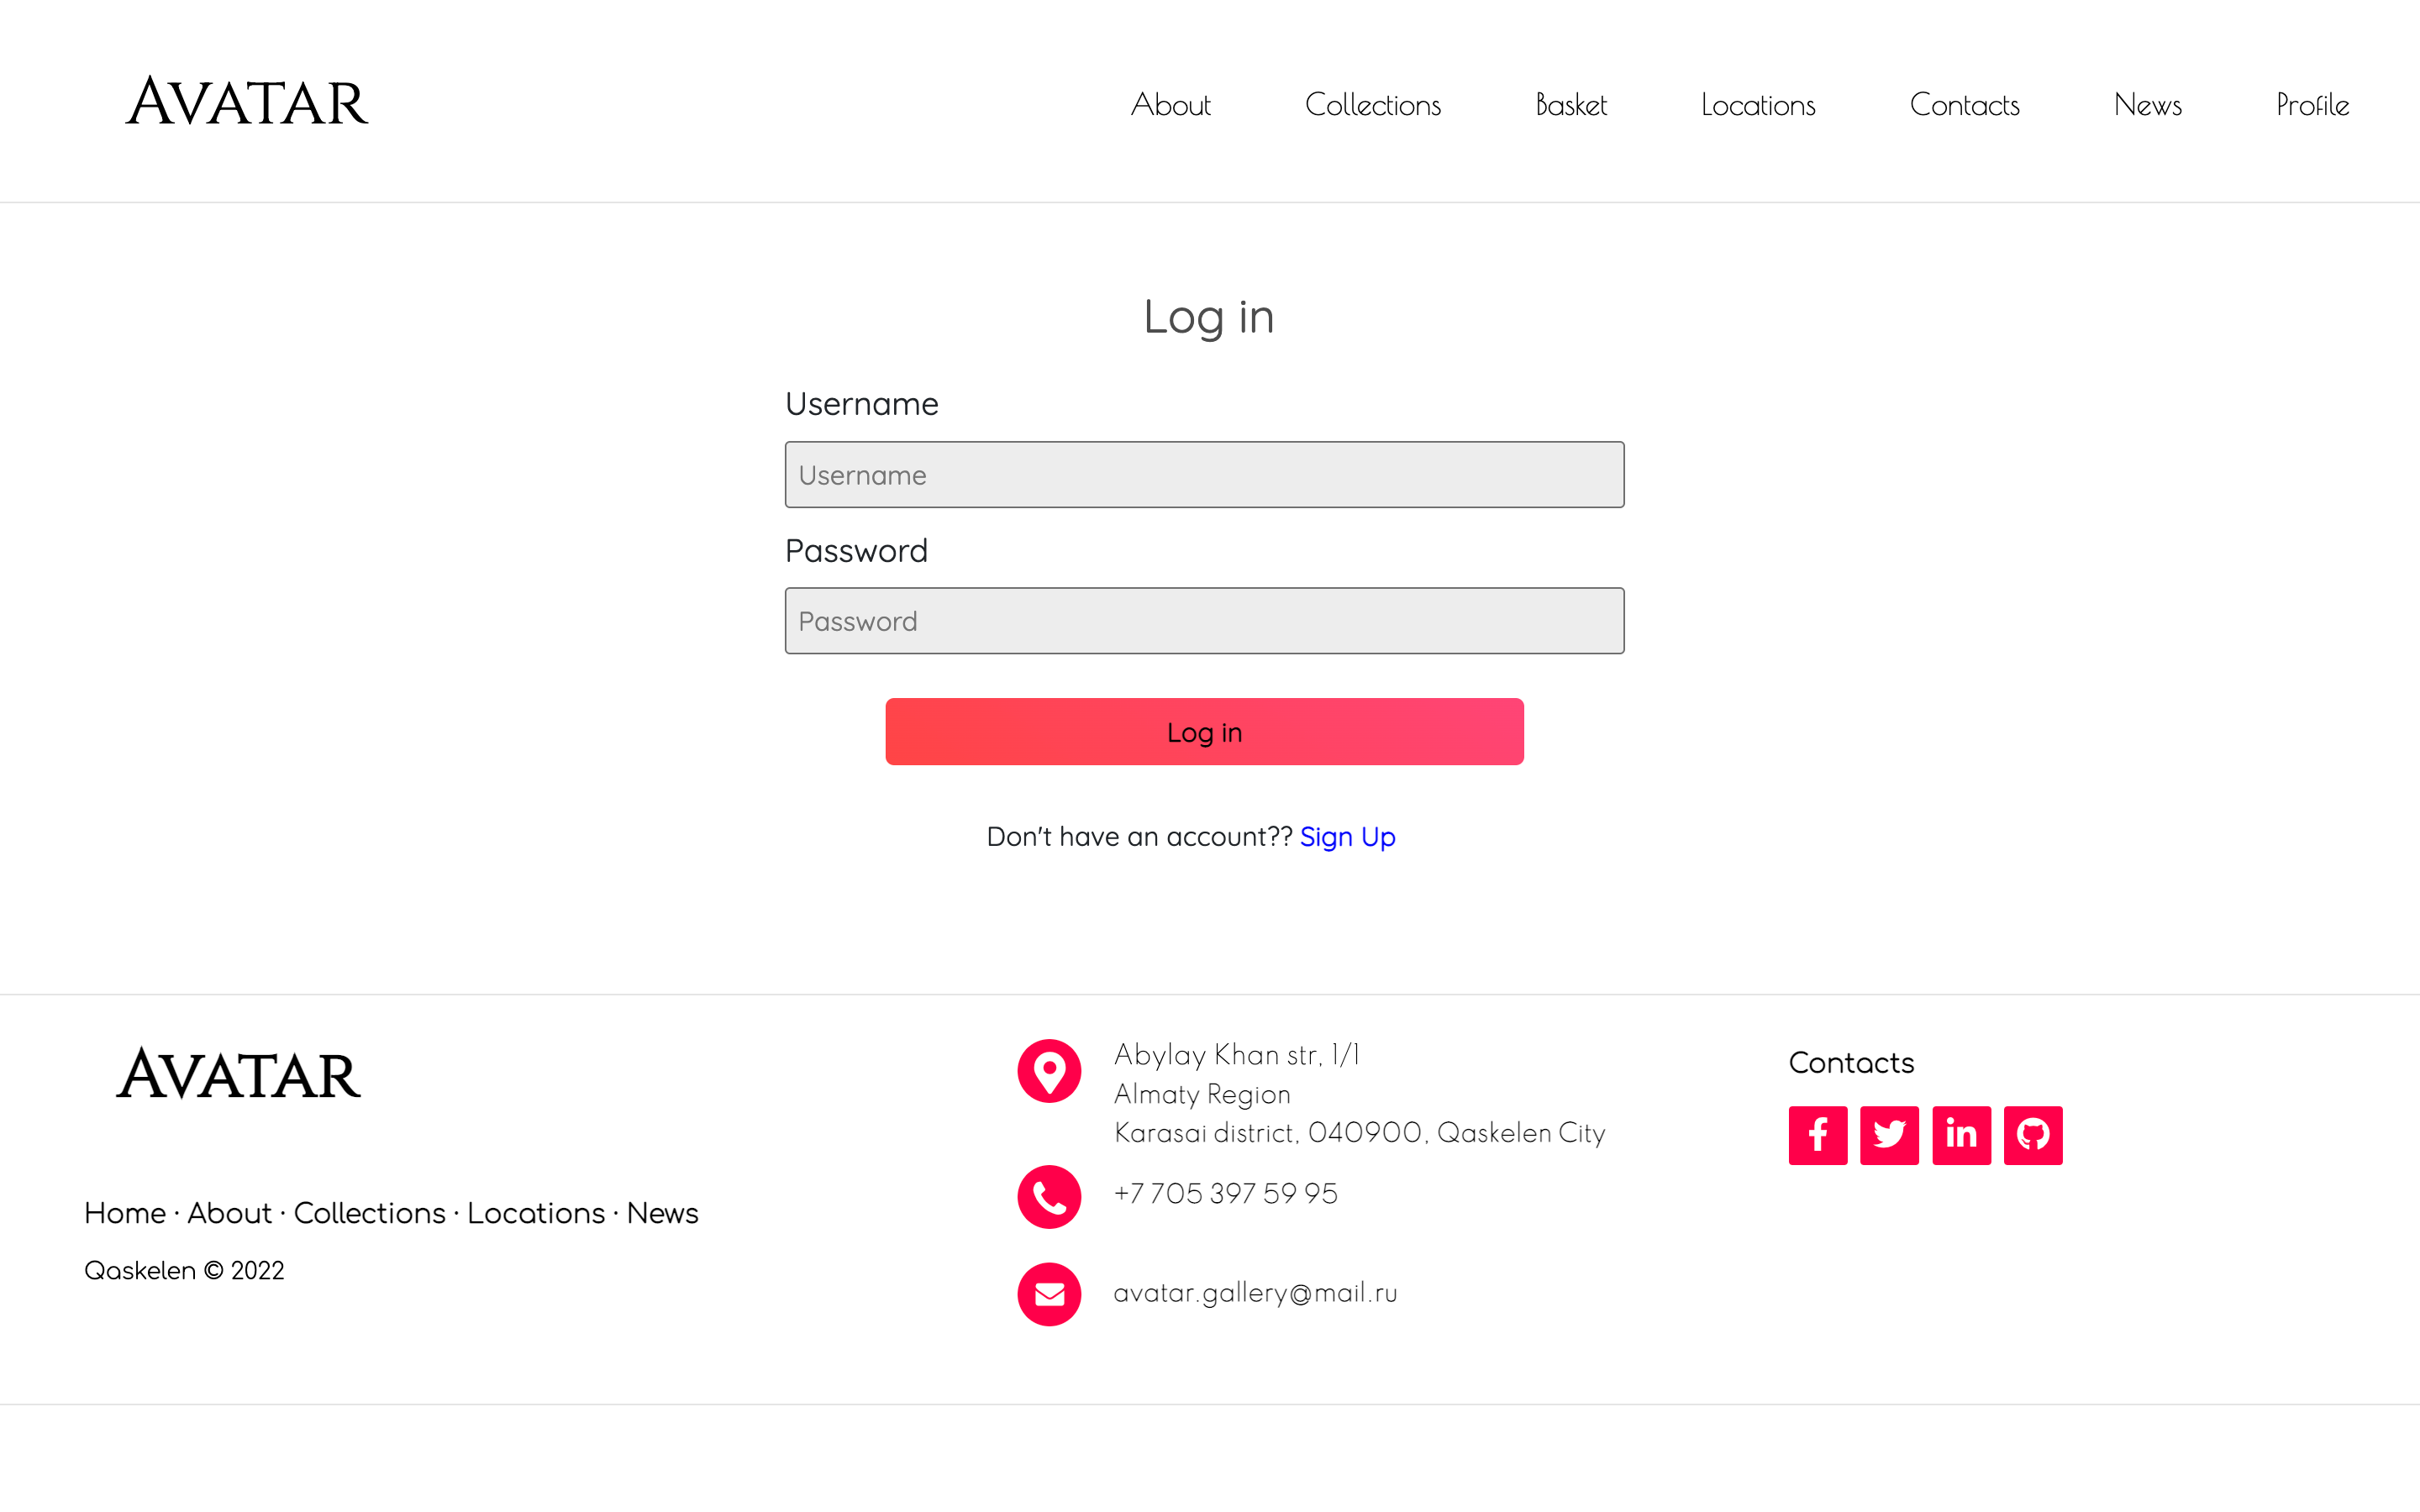 AVATAR
About Collections Basket Locations Contacts News Profile
Log in
Username
Username
Password
Password
Log in
Don't have an account?? Sign Up
AVATAR
Home · About · Collections · Locations · News
Qaskelen © 2022
Abylay Khan str, 1/1
Almaty Region
Karasai district, 040900, Qaskelen City
+7 705 397 59 95
avatar.gallery@mail.ru
Contacts